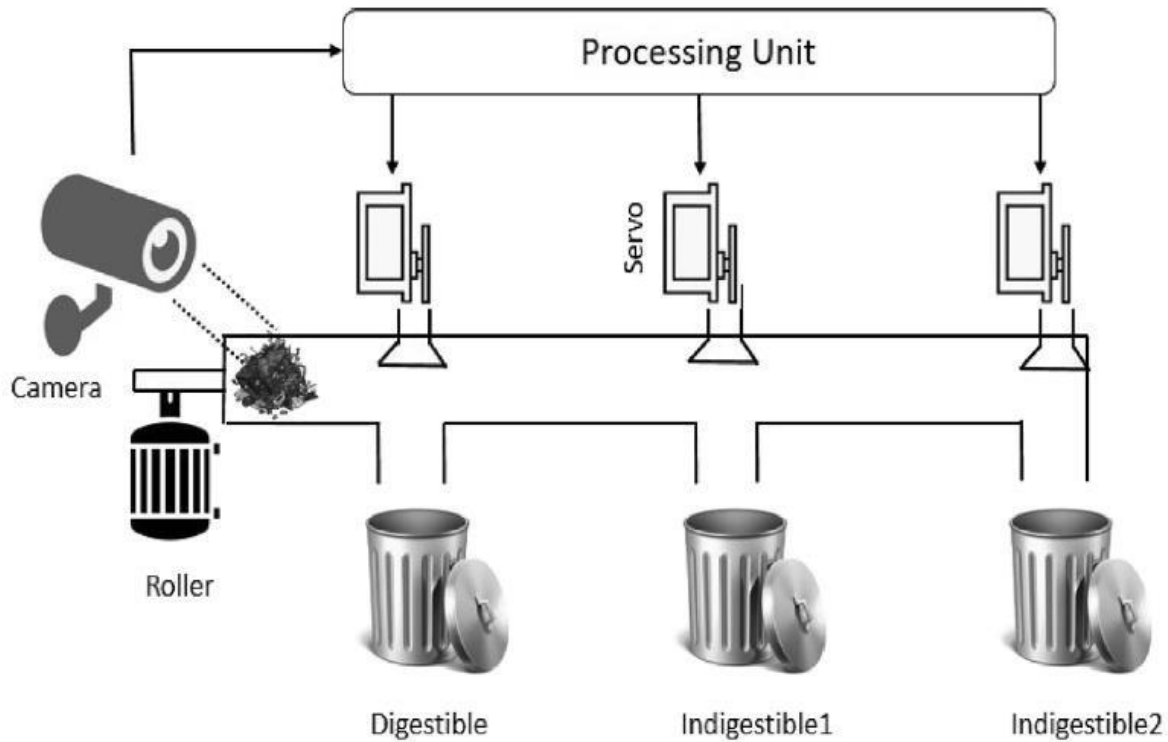 Processing Unit
Servo
Camera
Roller
Digestible
Indigestible1
Indigestible2